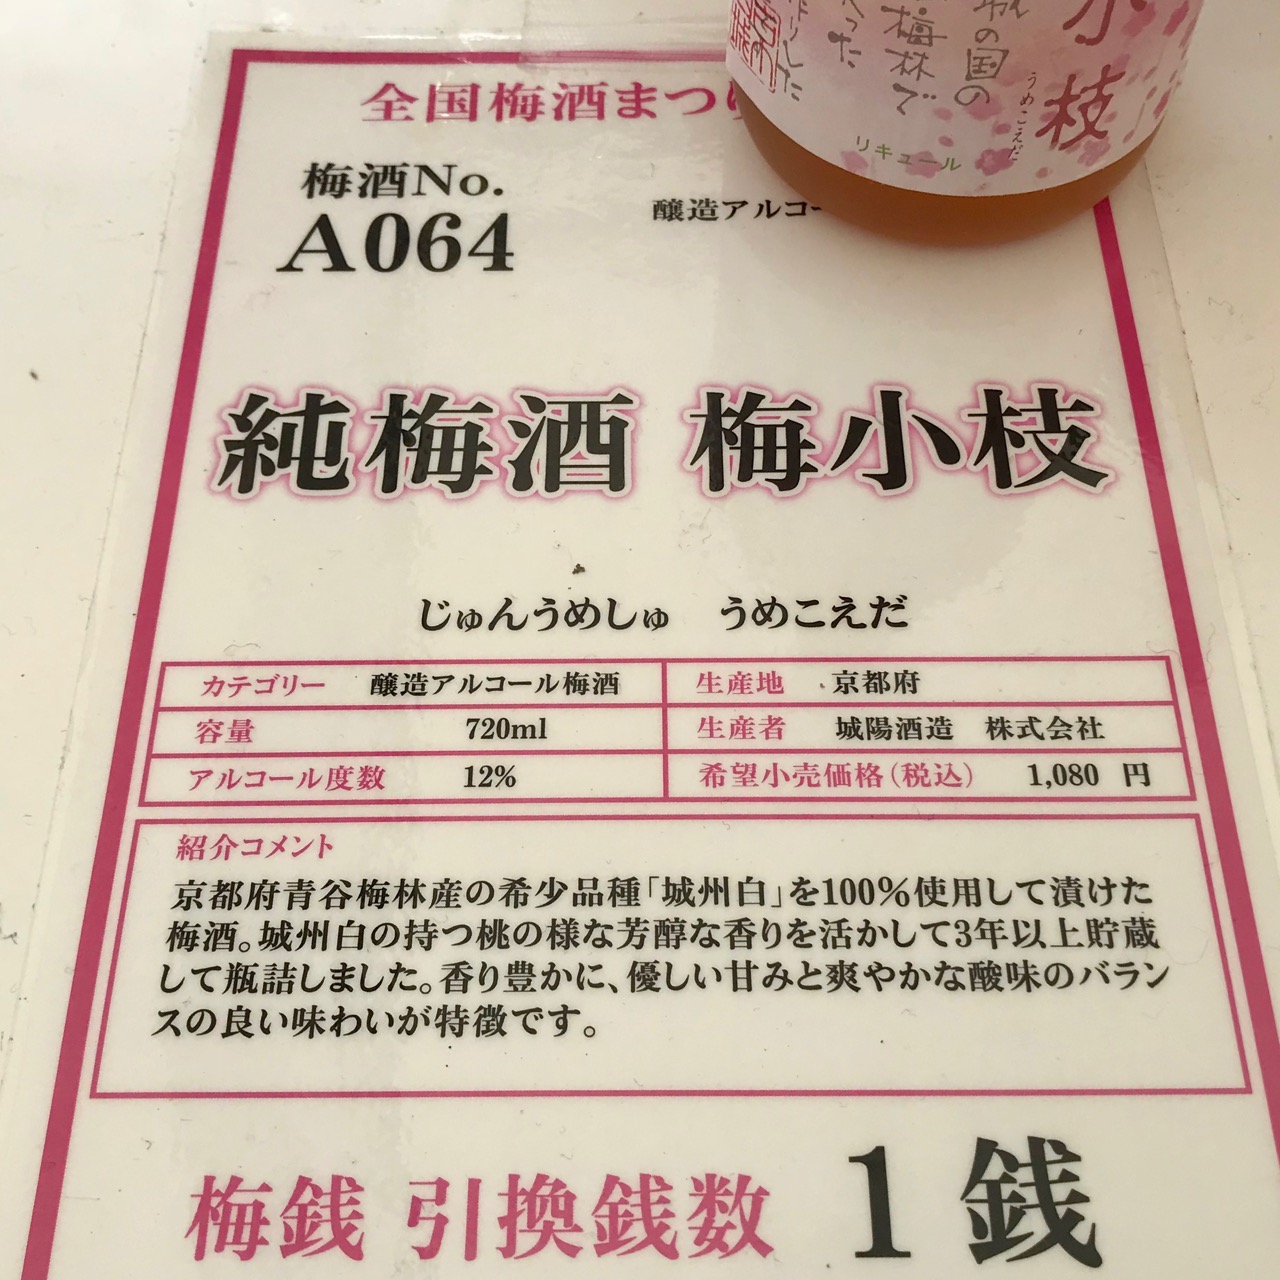 全国梅酒まつり
梅酒No.
A064
醸造アルコー
小枝
うめこえだ
の国の
梅林で
リキュール
純梅酒 梅小枝
じゅんうめしゅ うめこえだ
カテゴリー 醸造アルコール梅酒 生産地 京都府
容量 720ml 生産者 城陽酒造 株式会社
アルコール度数 12% 希望小売価格(税込) 1,080 円
紹介コメント
京都府青谷梅林産の希少品種「城州白」を100%使用して漬けた
梅酒。城州白の持つ桃の様な芳醇な香りを活かして3年以上貯蔵
して瓶詰しました。香り豊かに、優しい甘みと爽やかな酸味のバラン
スの良い味わいが特徴です。
梅銭 引換銭数 1銭